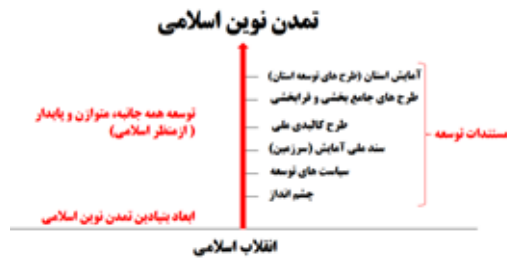 تمدن نوین اسلامی
آمایش استان (طرح های توسعه استان)
طرح های جامع بخشی و فرابخشی
طرح کالبدی ملی
سند ملی آمایش (سرزمین)
سیاست های توسعه
چشم انداز
مستندات توسعه
توسعه همه جانبه، متوازن و پایدار
( ازمنظر اسلامی)
ابعاد بنیادین تمدن نوین اسلامی
انقلاب اسلامی